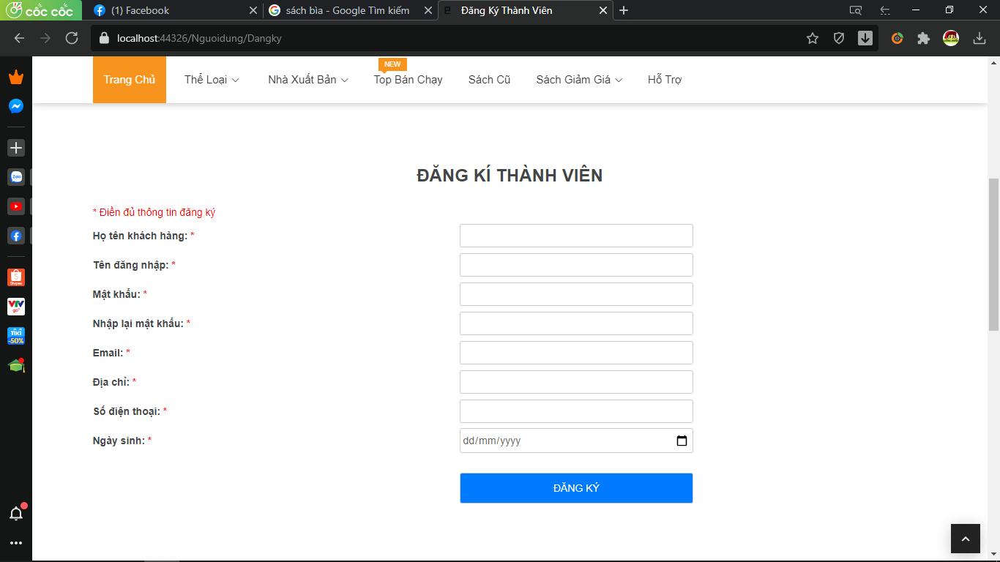 cốc cốc
(1) Facebook
sách bìa - Google Tìm kiếm
Đăng Ký Thành Viên
localhost:44326/Nguoidung/Dangky
NEW
Trang Chủ
Thể Loại
Nhà Xuất Bản
Top Bán Chạy
Sách Cũ
Sách Giảm Giá
Hỗ Trợ
Zalo
ĐĂNG KÍ THÀNH VIÊN
* Điền đủ thông tin đăng ký
Họ tên khách hàng: *
Tên đăng nhập: *
Mật khẩu: *
Shopee
Nhập lại mật khẩu: *
VTV
go
TIKI
-50%
Email: *
Địa chỉ: *
Số điện thoại: *
Ngày sinh: *
dd/mm/yyyy
ĐĂNG KÝ